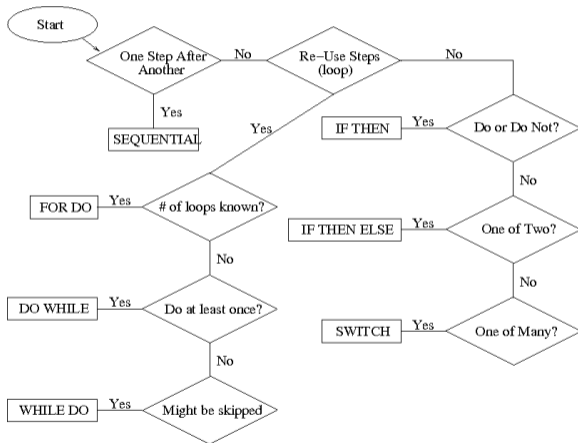 Start
One Step After
Another
No
Re-Use Steps
(loop)
No
Yes
SEQUENTIAL
Yes
IF THEN
Yes
Do or Do Not?
No
FOR DO
Yes
# of loops known?
No
IF THEN ELSE
Yes
One of Two?
No
DO WHILE
Yes
Do at least once?
No
SWITCH
Yes
One of Many?
WHILE DO
Yes
Might be skipped